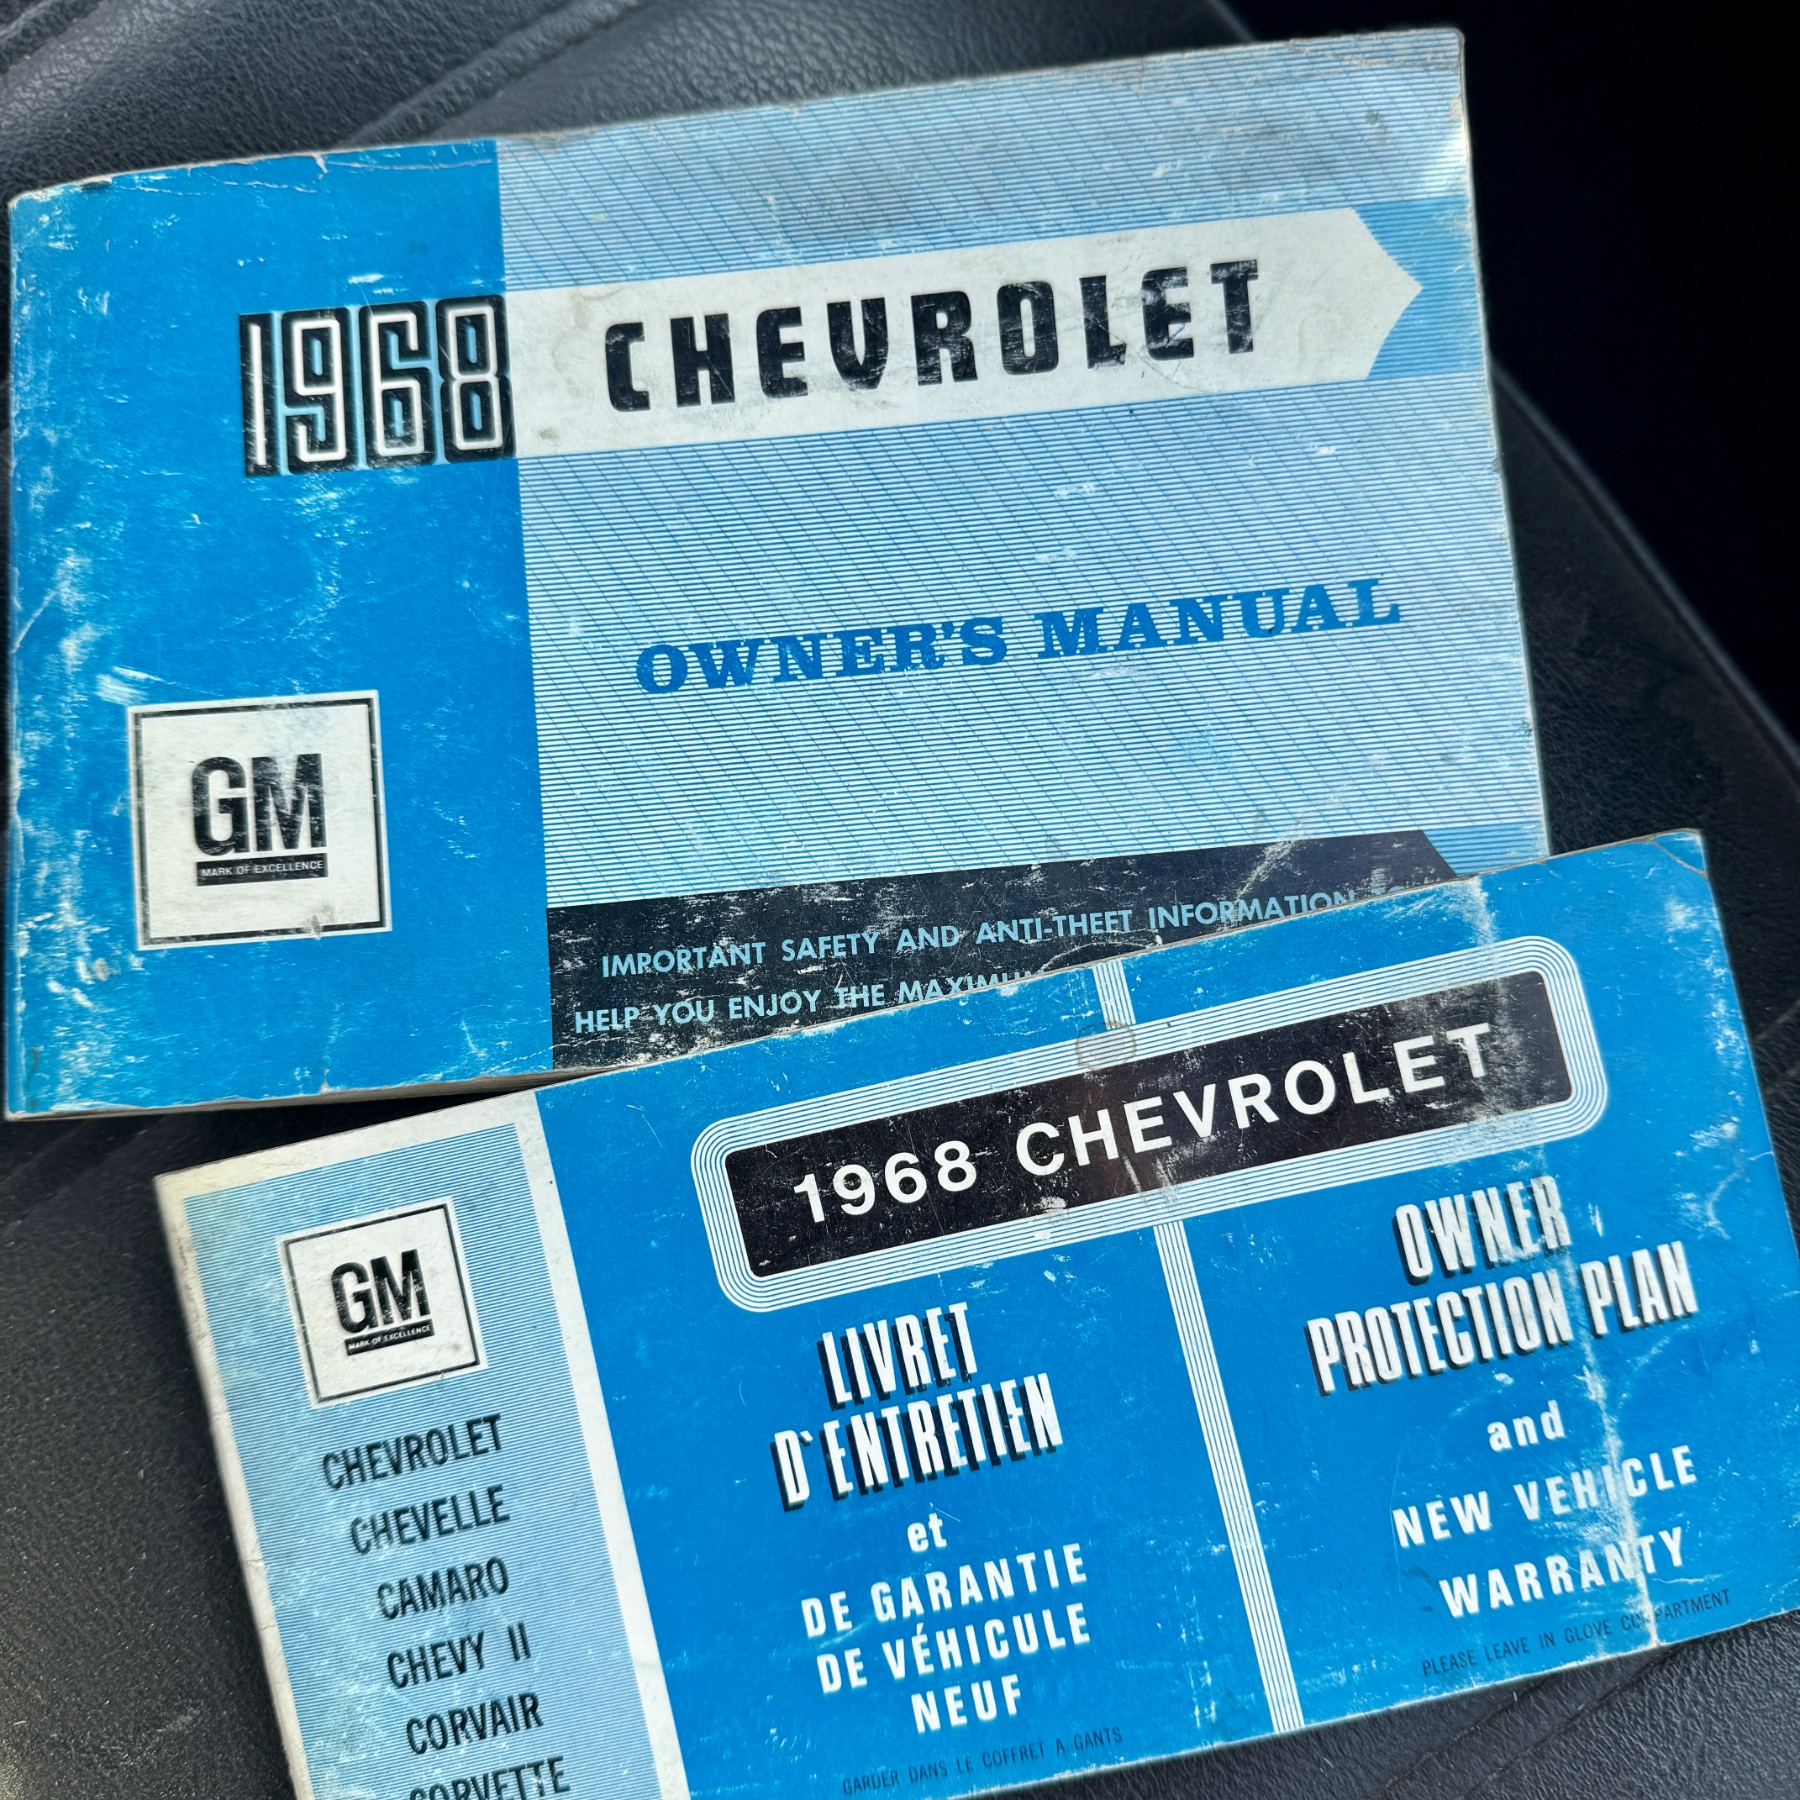 1968 CHEVROLET
OWNER'S MANUAL
GM
MARK OF EXCELLENCE
IMPORTANT SAFETY AND ANTI-THEFT INFORMATION
HELP YOU ENJOY THE
1968 CHEVROLET
GM
MARK OF EXCELLENCE
CHEVROLET
CHEVELLE
CAMARO
CHEVY II
CORVAIR
CORVETTE
LIVRET
D'ENTRETIEN
et
DE GARANTIE
DE VÉHICULE
NEUF
GARDER DANS LE COFFRET A GANTS
OWNER
PROTECTION PLAN
and
NEW VEHICLE
WARRANTY
PLEASE LEAVE IN GLOVE COMPARTMENT